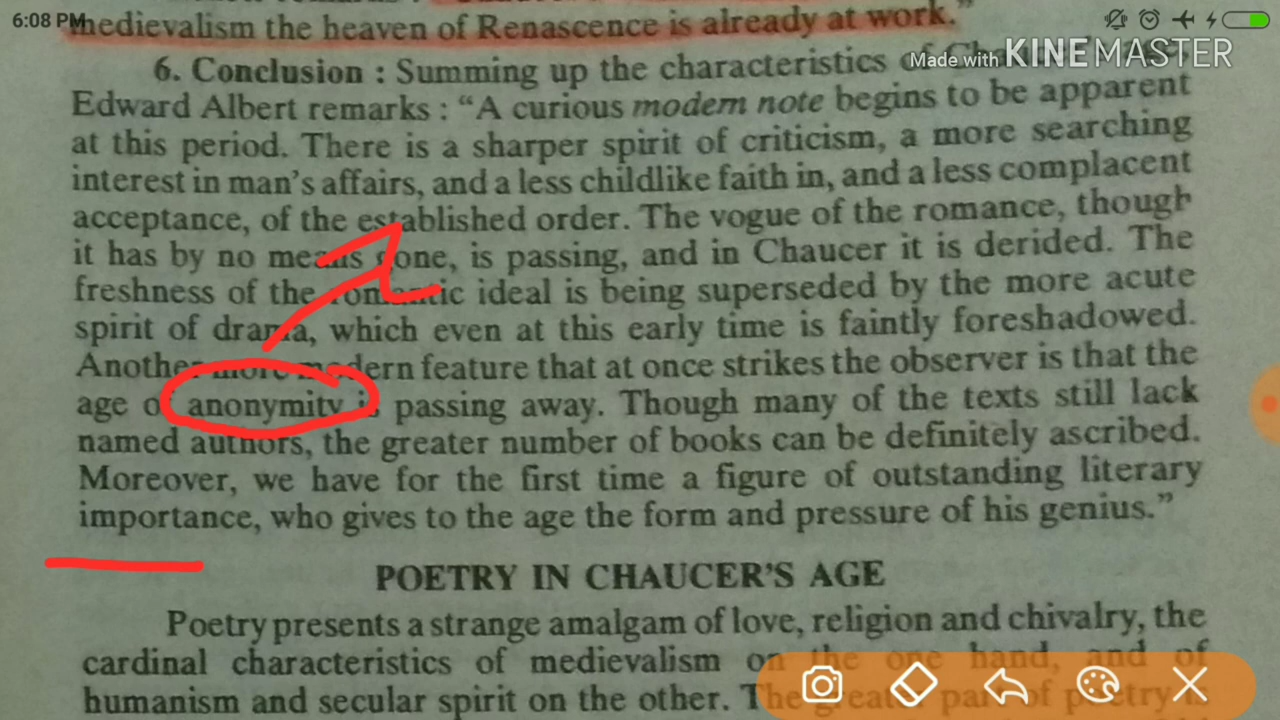 6:08 PM
medievalism the heaven of Renascence is already at work."
Made with KINEMASTER
6. Conclusion : Summing up the characteristics of
Edward Albert remarks : "A curious modem note begins to be apparent
at this period. There is a sharper spirit of criticism, a more searching
interest in man's affairs, and a less childlike faith in, and a less complacent
acceptance, of the established order. The vogue of the romance, though
it has by no means gone, is passing, and in Chaucer it is derided. The
freshness of the romantic ideal is being superseded by the more acute
spirit of drama, which even at this early time is faintly foreshadowed.
Another more modern feature that at once strikes the observer is that the
age of anonymity is passing away. Though many of the texts still lack
named authors, the greater number of books can be definitely ascribed.
Moreover, we have for the first time a figure of outstanding literary
importance, who gives to the age the form and pressure of his genius."
POETRY IN CHAUCER'S AGE
Poetry presents a strange amalgam of love, religion and chivalry, the
cardinal characteristics of medievalism on the one hand, and of
humanism and secular spirit on the other. The greater part of poetry is